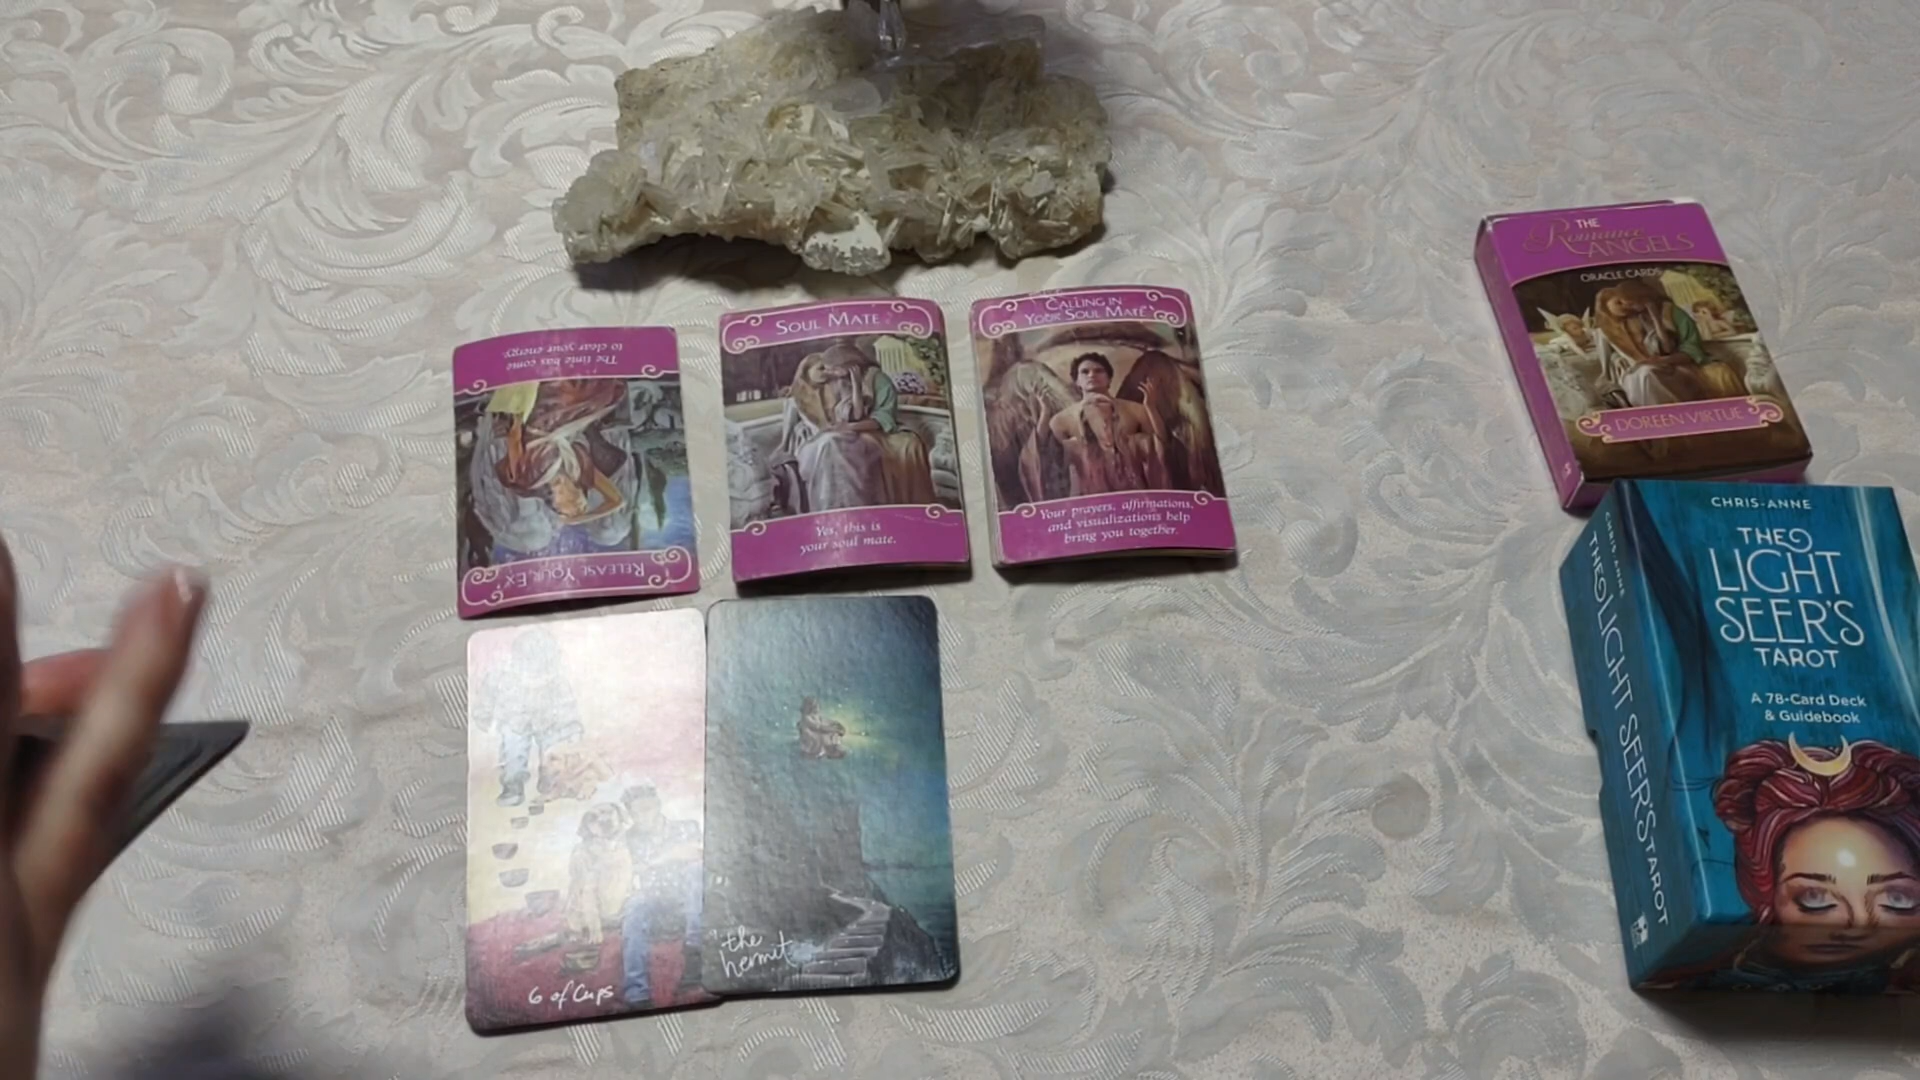 The time has come
to clear your energy.
RELEASE YOUR EX
SOUL MATE
Yes, this is
your soul mate.
CALLING IN
YOUR SOUL MATE
Your prayers, affirmations,
and visualizations help
bring you together.
6 of Cups
9.
the
hermit
THE
Romance
ANGELS
ORACLE CARDS
DOREEN VIRTUE
CHRIS-ANNE
THE
LIGHT
SEER'S
TAROT
A 78-Card Deck
& Guidebook
CHRIS-ANNE
THE LIGHT SEER'S TAROT